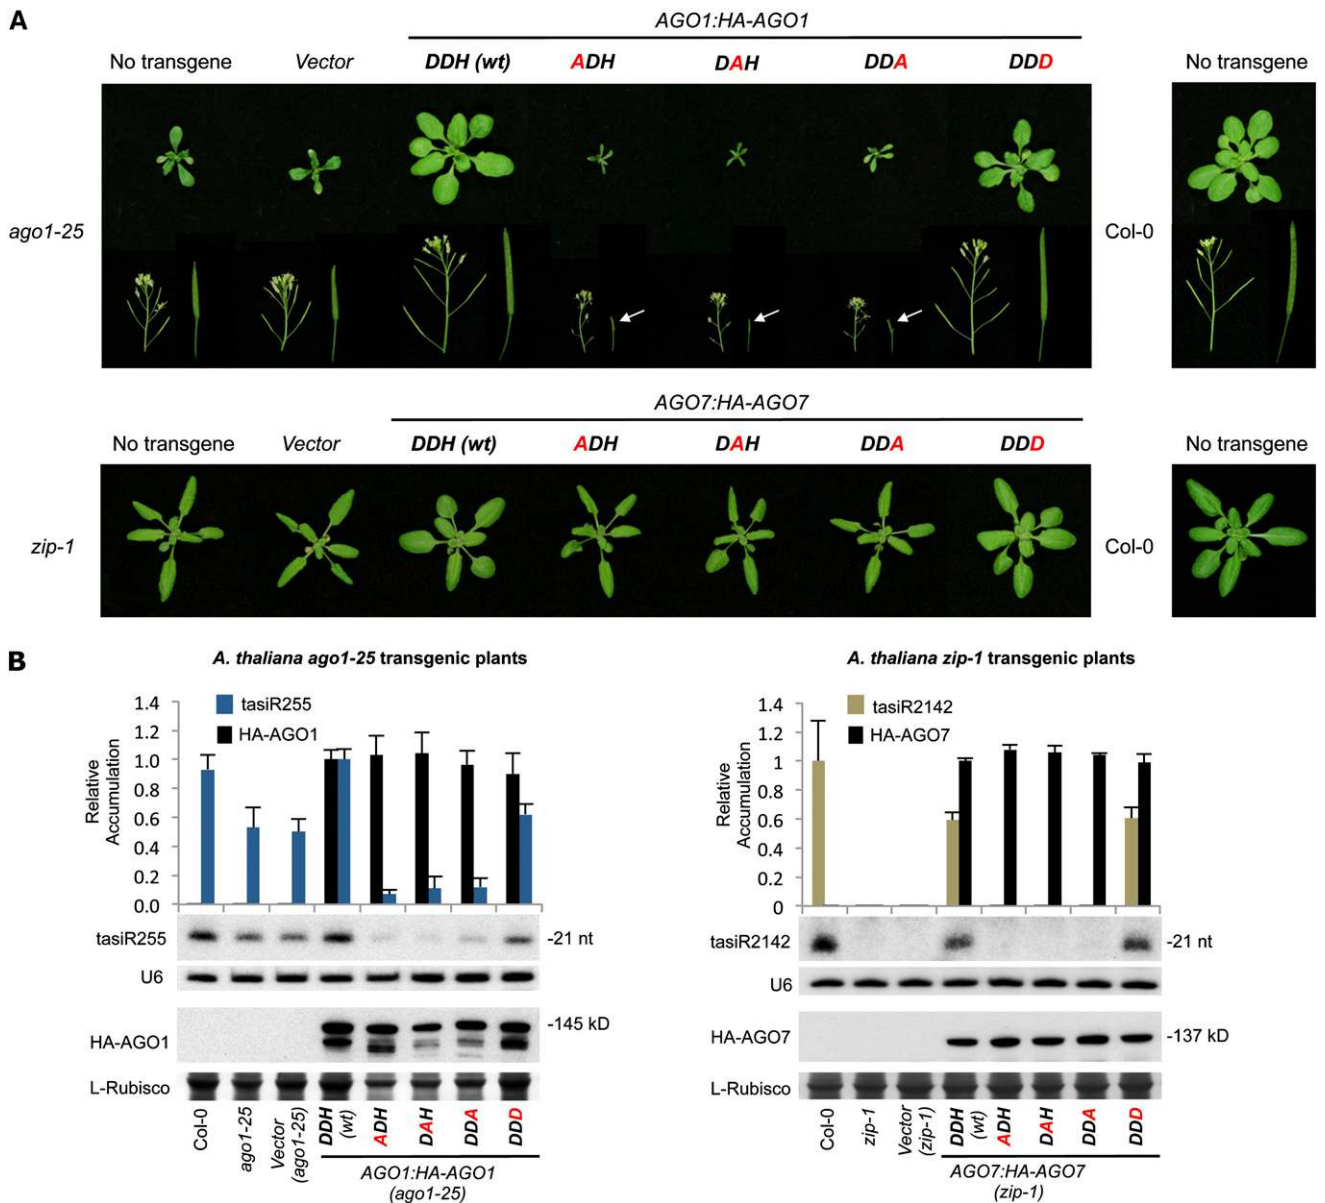 A
AGO1:HA-AGO1
No transgene Vector DDH (wt) ADH DAH DDA DDD No transgene
ago1-25 Col-0
AGO7:HA-AGO7
No transgene Vector DDH (wt) ADH DAH DDA DDD No transgene
zip-1 Col-0
B
A. thaliana ago1-25 transgenic plants
1.4
1.2
1.0
0.8
0.6
0.4
0.2
0.0
Relative
Accumulation
tasiR255
HA-AGO1
tasiR255 -21 nt
U6
HA-AGO1 -145 kD
L-Rubisco
Col-0
ago1-25
Vector
(ago1-25)
DDH
(wt)
ADH
DAH
DDA
DDD
AGO1:HA-AGO1
(ago1-25)
A. thaliana zip-1 transgenic plants
1.4
1.2
1
0.8
0.6
0.4
0.2
0
Relative
Accumulation
tasiR2142
HA-AGO7
tasiR2142 -21 nt
U6
HA-AGO7 -137 kD
L-Rubisco
Col-0
zip-1
Vector
(zip-1)
DDH
(wt)
ADH
DAH
DDA
DDD
AGO7:HA-AGO7
(zip-1)